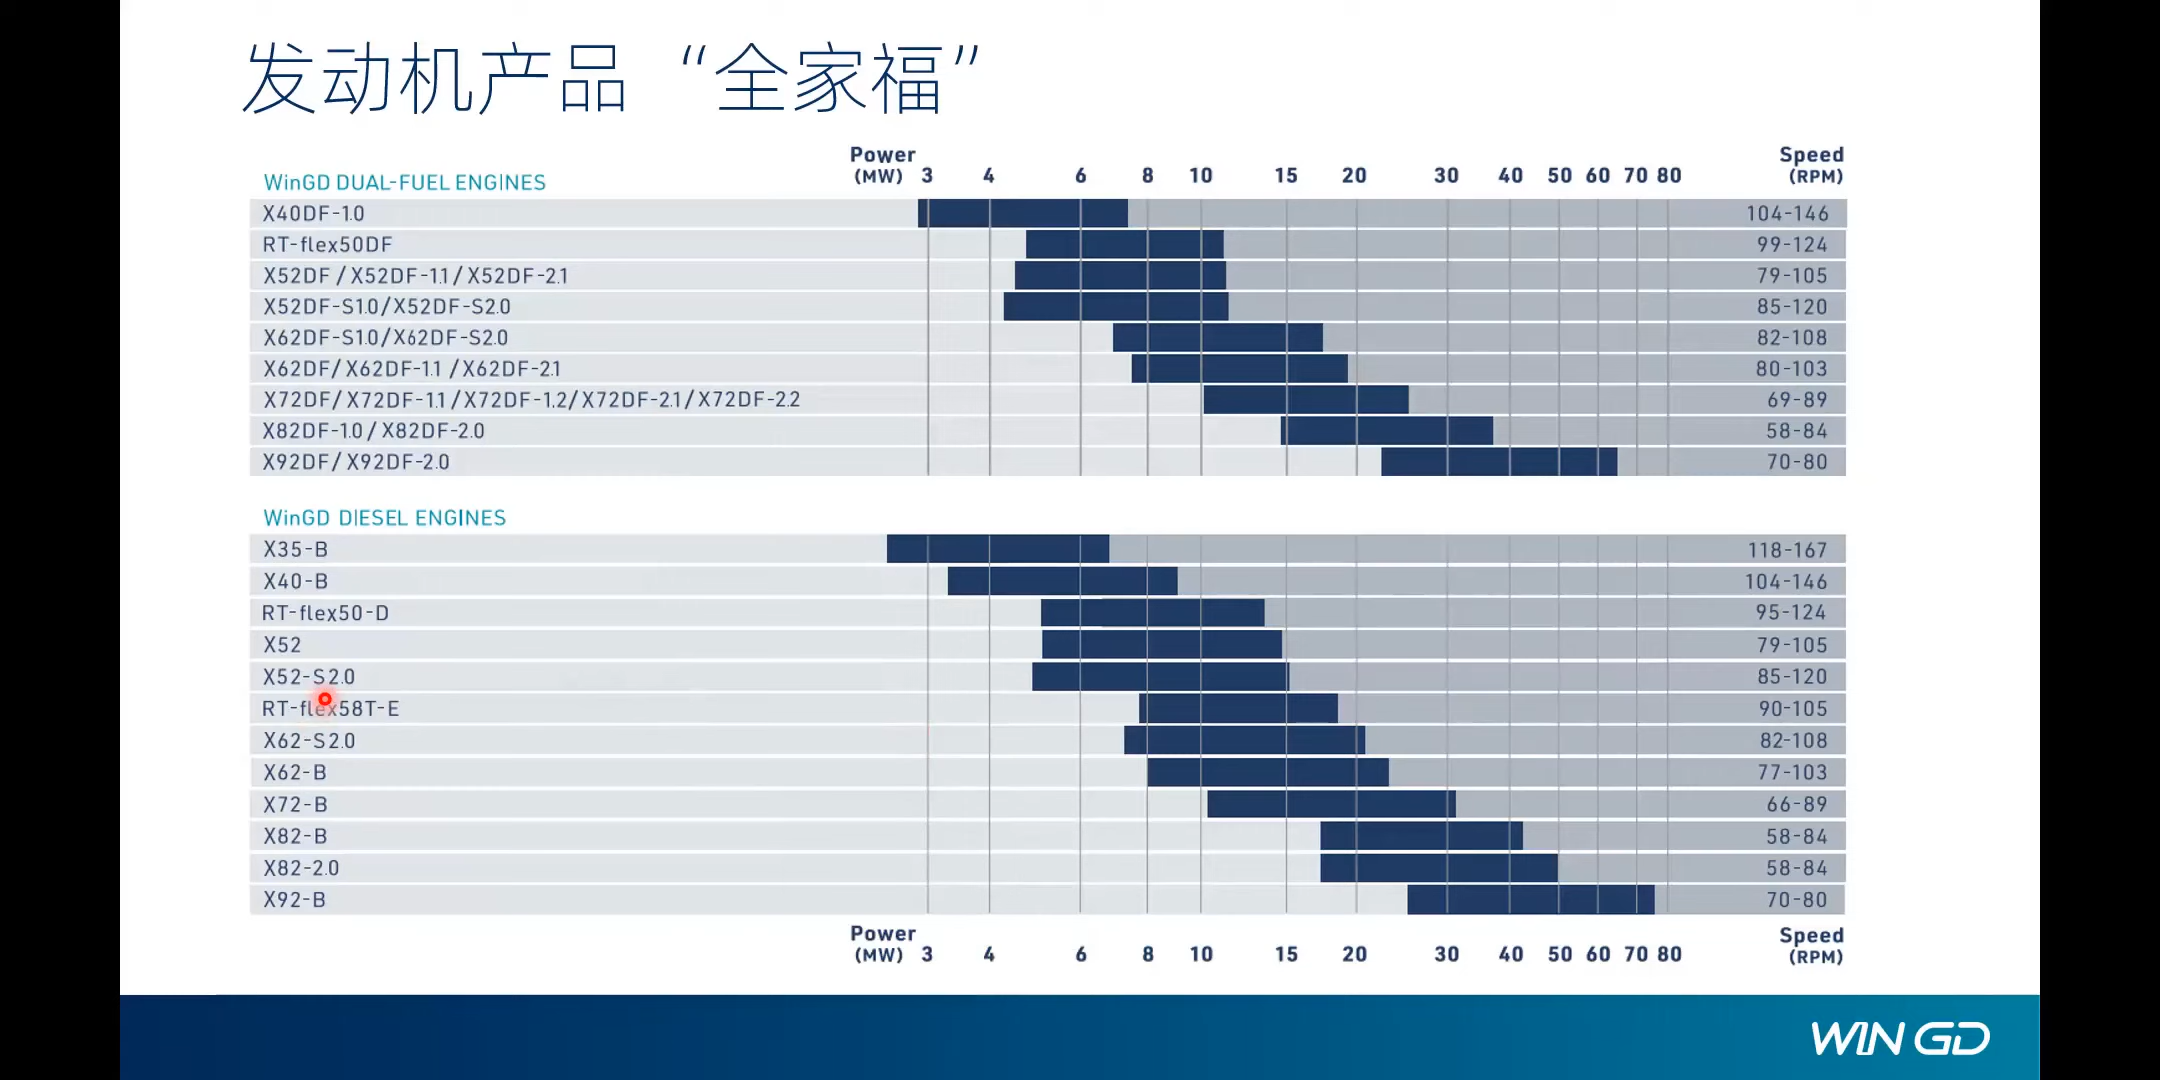 发动机产品“全家福”
Power Speed
WinGD DUAL-FUEL ENGINES (MW) 3 4 6 8 10 15 20 30 40 50 60 70 80 (RPM)
X40DF-1.0 104-146
RT-flex50DF 99-124
X52DF / X52DF-1.1 / X52DF-2.1 79-105
X52DF-S1.0/X52DF-S2.0 85-120
X62DF-S1.0/X62DF-S2.0 82-108
X62DF/ X62DF-1.1 /X62DF-2.1 80-103
X72DF/ X72DF-1.1 /X72DF-1.2/ X72DF-2.1/ X72DF-2.2 69-89
X82DF-1.0 / X82DF-2.0 58-84
X92DF/ X92DF-2.0 70-80
WinGD DIESEL ENGINES
X35-B 118-167
X40-B 104-146
RT-flex50-D 95-124
X52 79-105
X52-S2.0 85-120
RT-flex58T-E 90-105
X62-S2.0 82-108
X62-B 77-103
X72-B 66-89
X82-B 58-84
X82-2.0 58-84
X92-B 70-80
Power Speed
(MW) 3 4 6 8 10 15 20 30 40 50 60 70 80 (RPM)
WIN GD